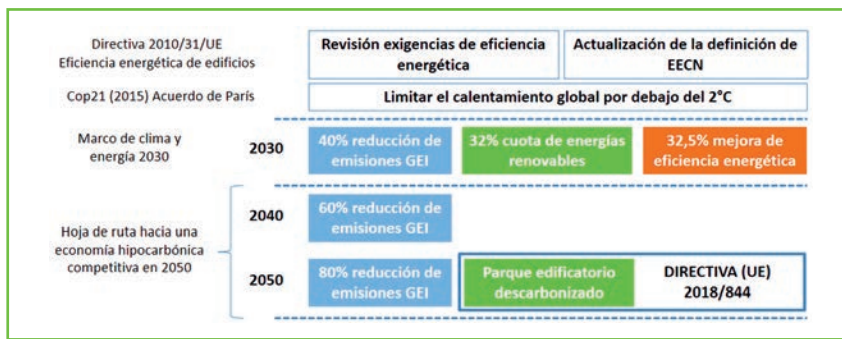 Directiva 2010/31/UE
Eficiencia energética de edificios
Revisión exigencias de eficiencia
energética
Actualización de la definición de
EECN
Cop21 (2015) Acuerdo de París
Limitar el calentamiento global por debajo del 2°C
Marco de clima y
energía 2030
2030
40% reducción de
emisiones GEI
32% cuota de energías
renovables
32,5% mejora de
eficiencia energética
Hoja de ruta hacia una
economía hipocarbónica
competitiva en 2050
2040
60% reducción de
emisiones GEI
2050
80% reducción de
emisiones GEI
Parque edificatorio
descarbonizado
DIRECTIVA (UE)
2018/844